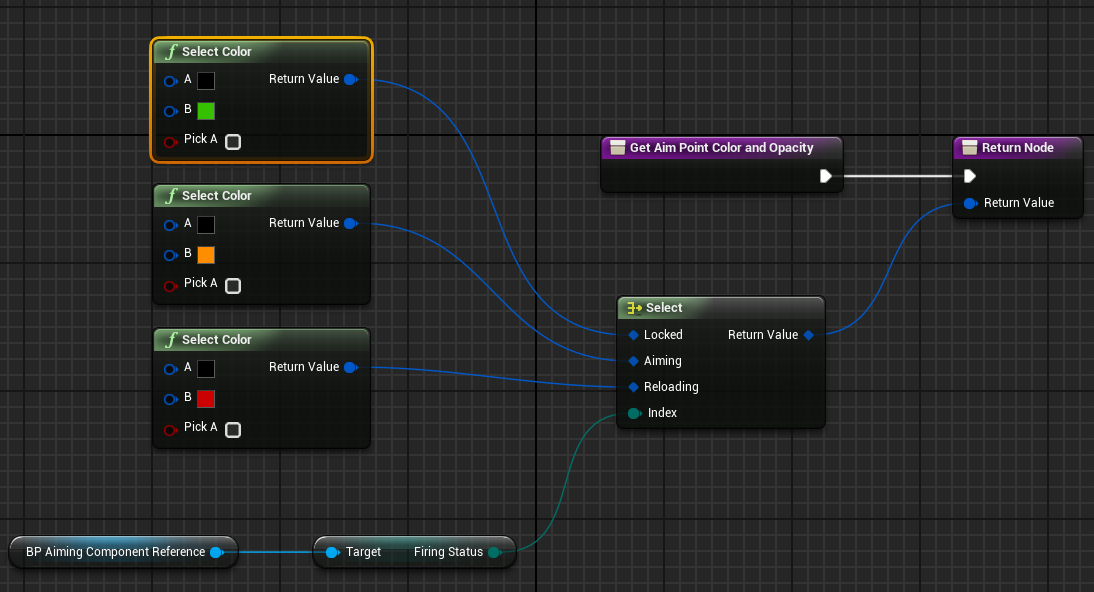 f Select Color
A
Return Value
B
Pick A
f Select Color
A
Return Value
B
Pick A
f Select Color
A
Return Value
B
Pick A
Get Aim Point Color and Opacity
Return Node
Return Value
Select
Locked
Return Value
Aiming
Reloading
Index
BP Aiming Component Reference
Target
Firing Status